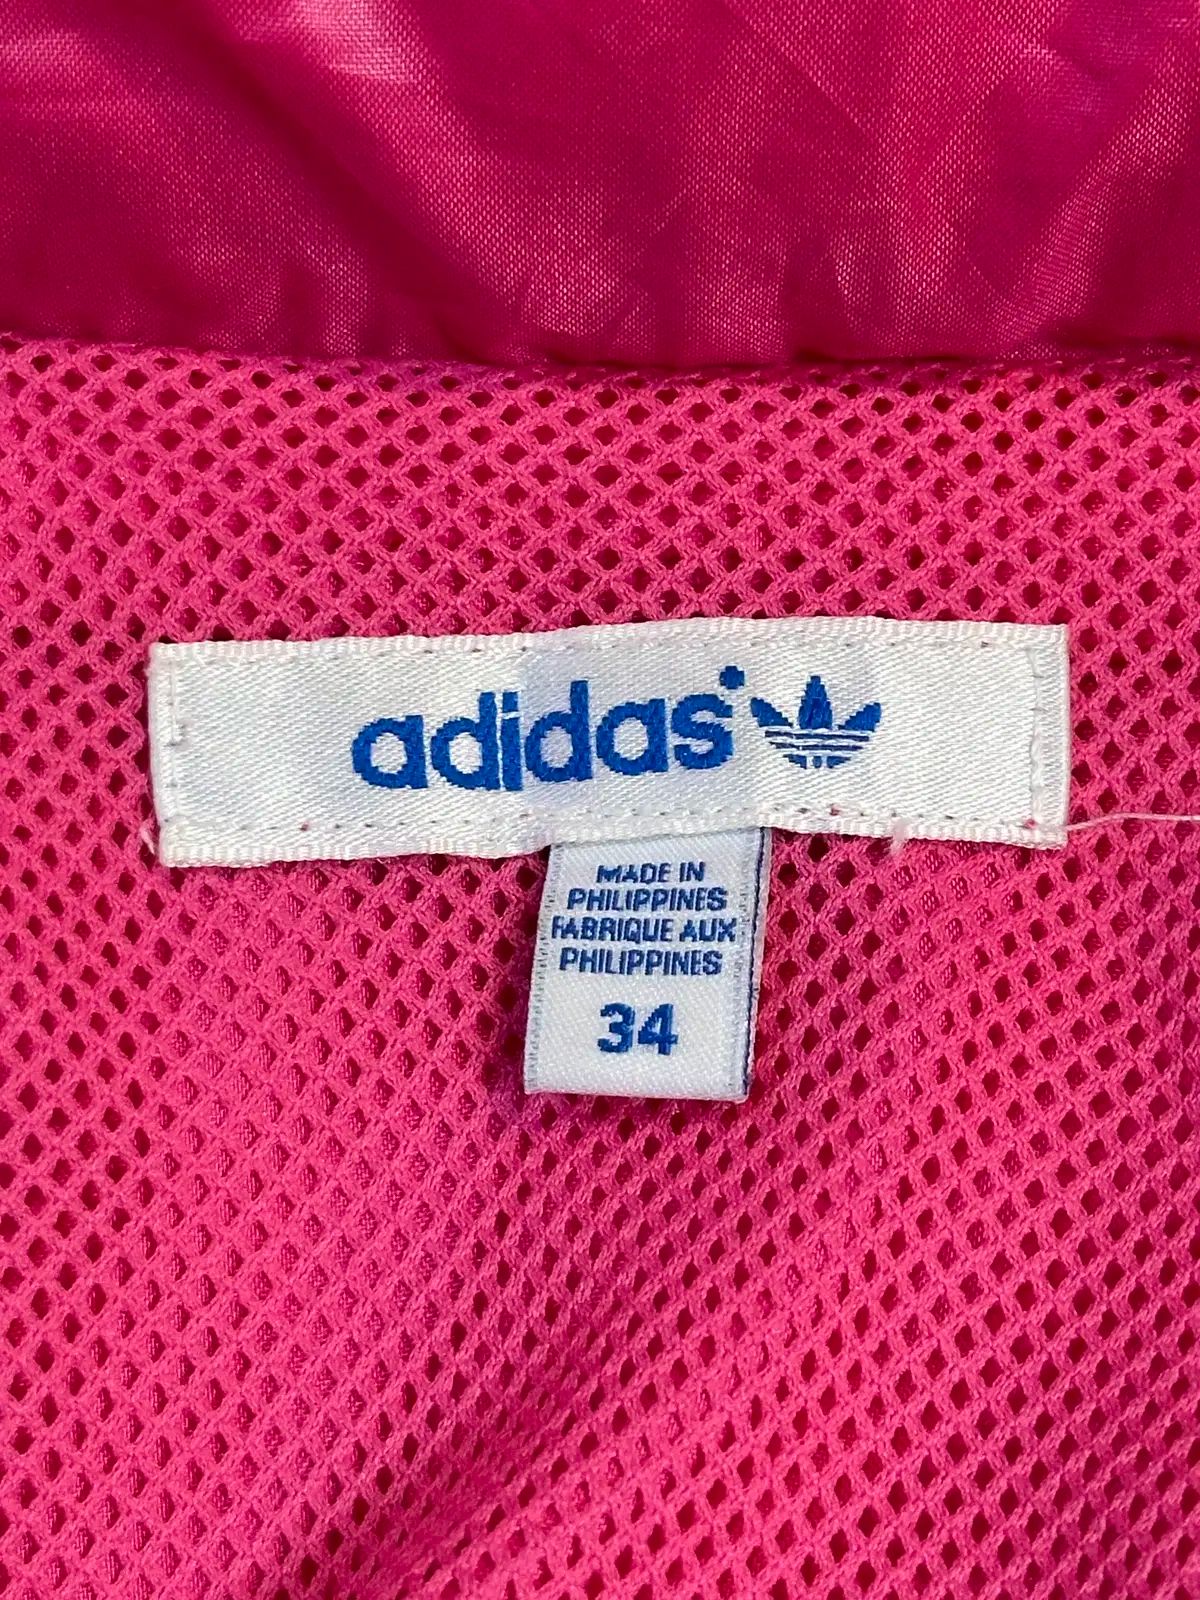 adidas
MADE IN
PHILIPPINES
FABRIQUE AUX
PHILIPPINES
34